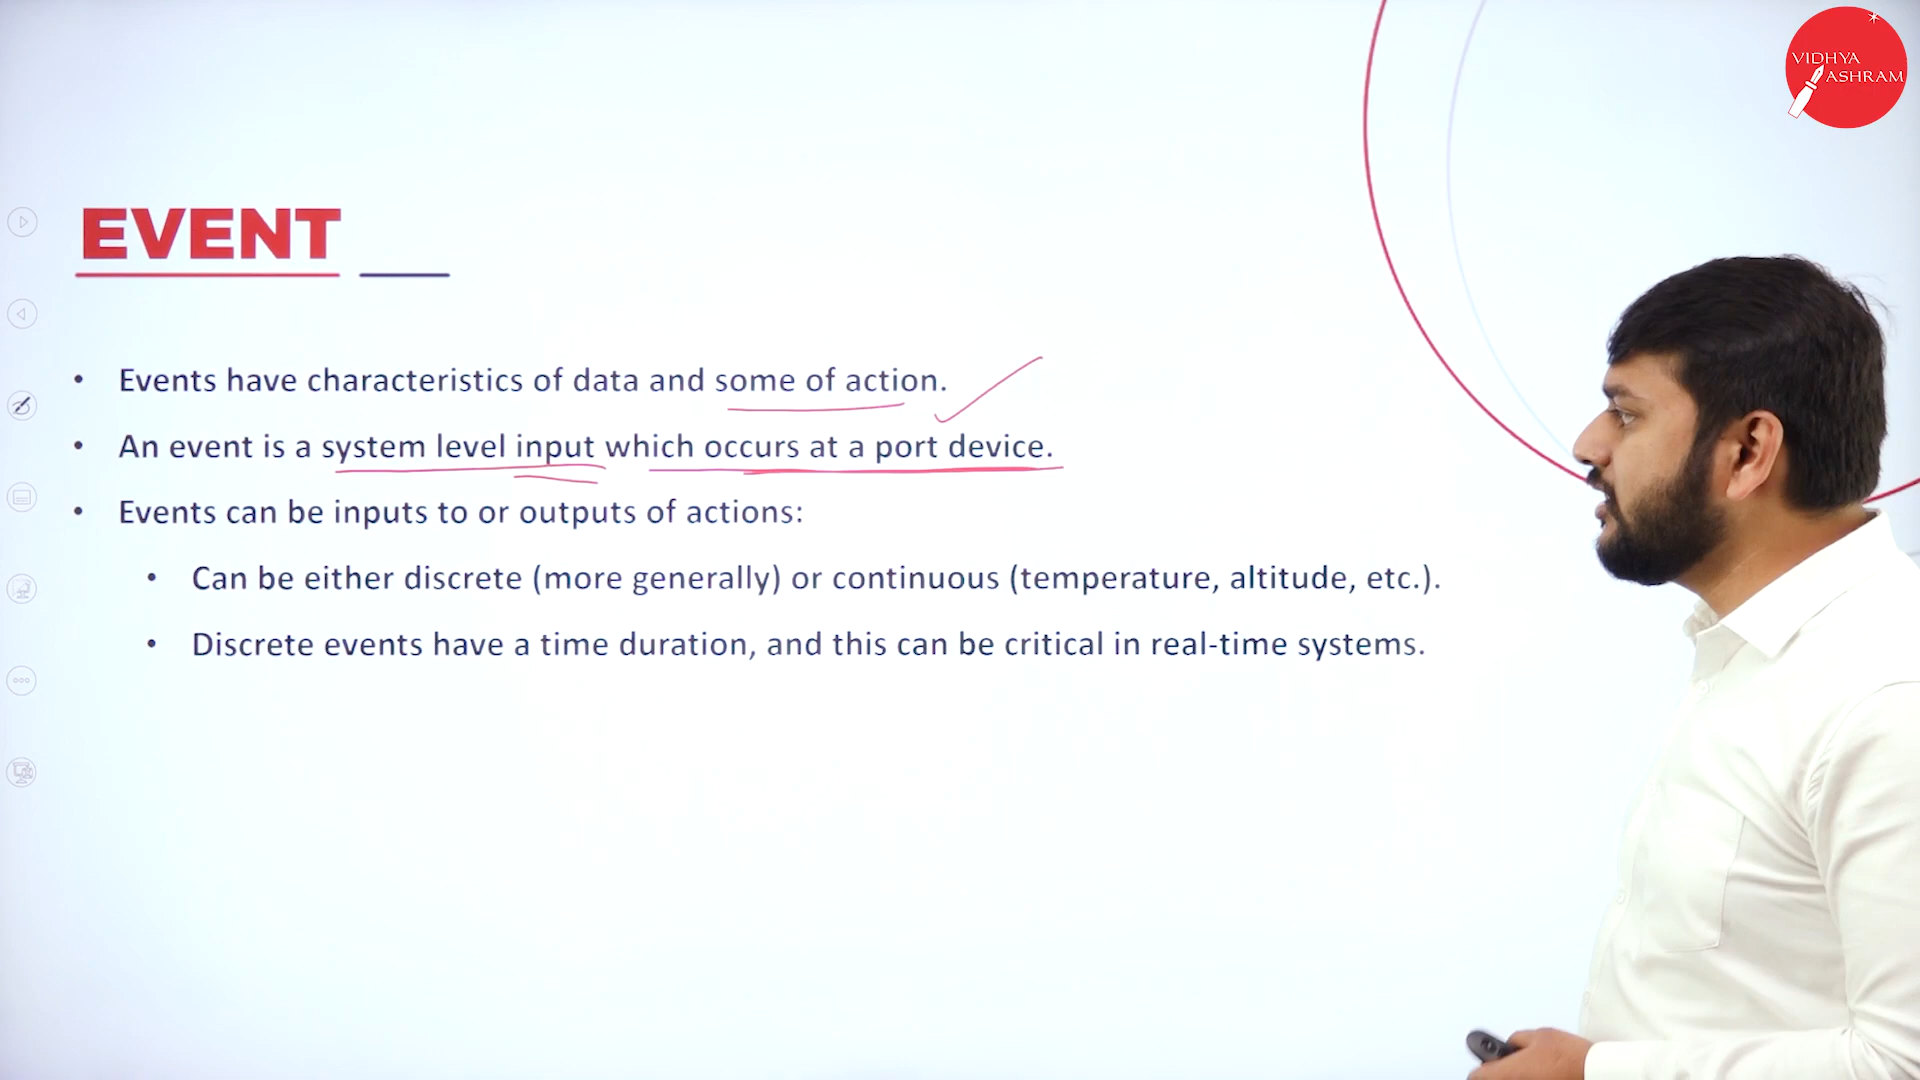 VIDHYA
ASHRAM
EVENT
• Events have characteristics of data and some of action.
• An event is a system level input which occurs at a port device.
• Events can be inputs to or outputs of actions:
• Can be either discrete (more generally) or continuous (temperature, altitude, etc.).
• Discrete events have a time duration, and this can be critical in real-time systems.